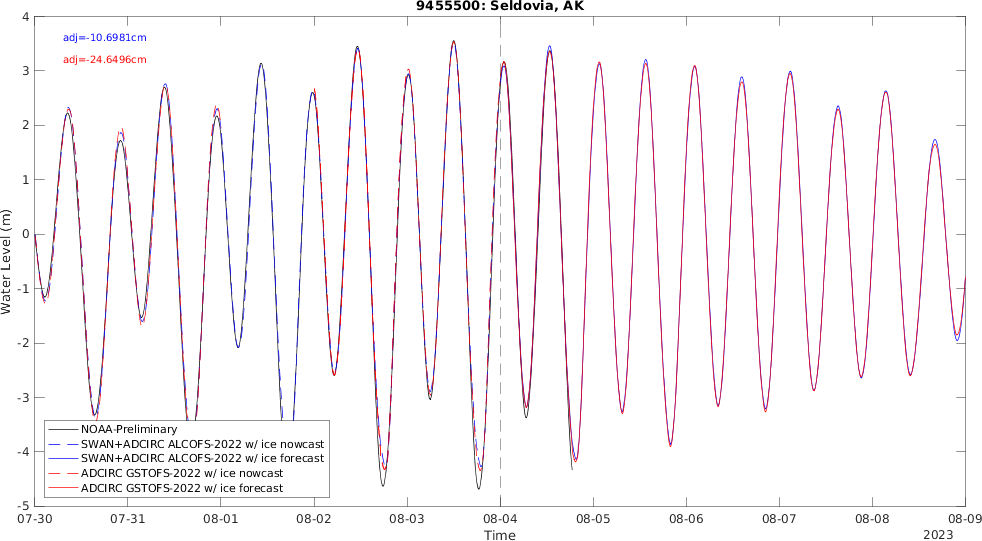 9455500: Seldovia, AK
adj=-10.6981cm
adj=-24.6496cm
4
3
2
1
0
-1
-2
-3
-4
-5
Water Level (m)
NOAA-Preliminary
SWAN+ADCIRC ALCOFS-2022 w/ ice nowcast
SWAN+ADCIRC ALCOFS-2022 w/ ice forecast
ADCIRC GSTOFS-2022 w/ ice nowcast
ADCIRC GSTOFS-2022 w/ ice forecast
07-30 07-31 08-01 08-02 08-03 08-04 08-05 08-06 08-07 08-08 08-09
Time
2023